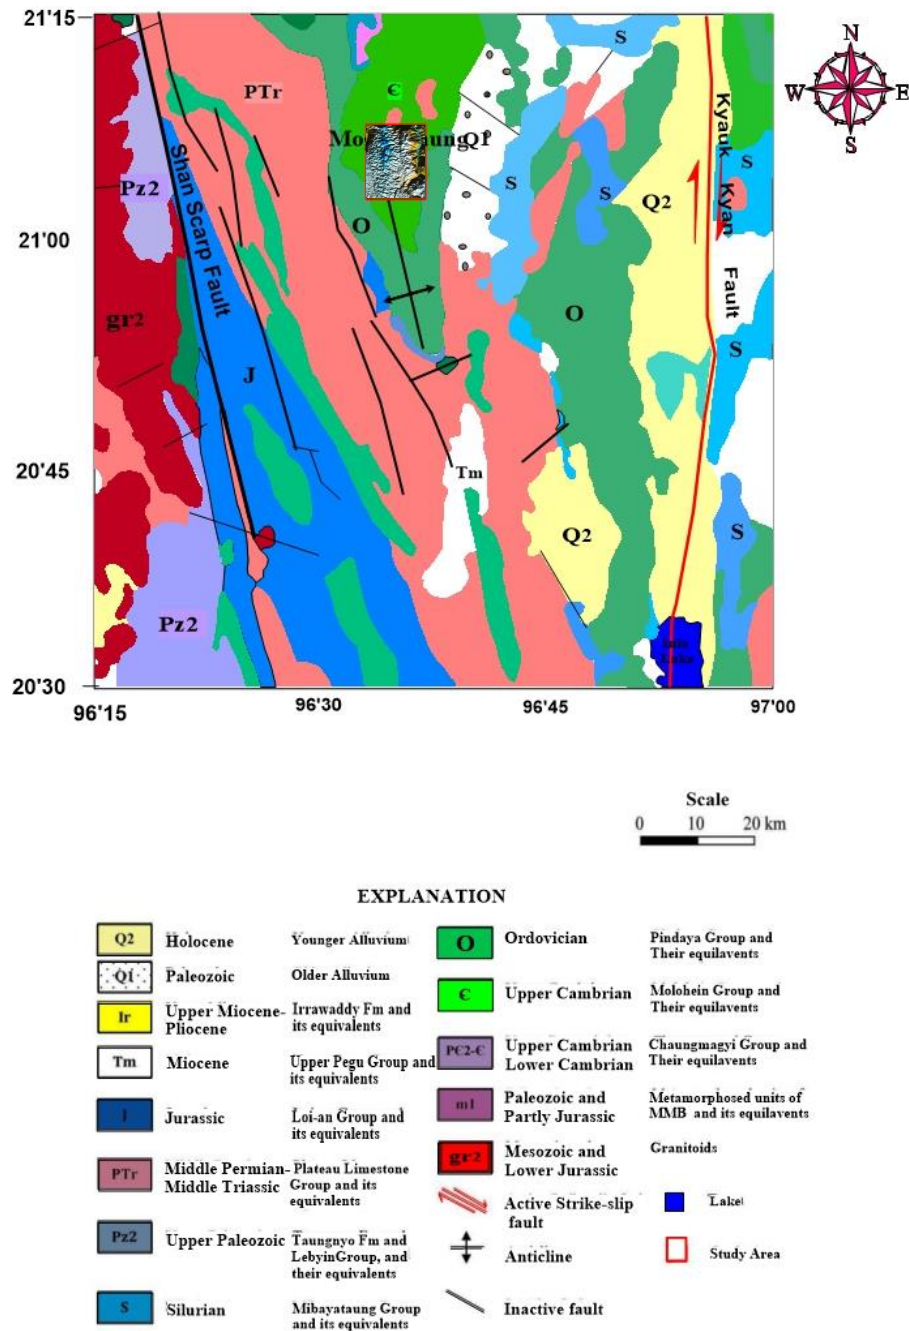 21'15
N
PTr
Є
S
Kyauk
Kyan
Fault
W
E
S
Q1
S
S
S
Pz2
Shan Scarp Fault
Q2
O
21'00
gr2
O
J
S
20'45
Tm
Q2
S
Pz2
Lake
20'30
96'15
96'30
96'45
97'00
Scale
0 10 20 km
EXPLANATION
Q2 Holocene Younger Alluvium
Q1 Paleozoic Older Alluvium
Ir Upper Miocene- Irrawaddy Fm and
Pliocene its equivalents
Tm Miocene Upper Pegu Group and
its equivalents
J Jurassic Loi-an Group and
its equivalents
PTr Middle Permian- Plateau Limestone
Middle Triassic Group and its
equivalents
Pz2 Upper Paleozoic Taungnyo Fm and
LebyinGroup, and
their equivalents
S Silurian Mibayataung Group
and its equivalents
O Ordovician Pindaya Group and
Their equilavents
Є Upper Cambrian Molohein Group and
Their equilavents
PЄ2-Є Upper Cambrian Chaungmagyi Group and
Lower Cambrian Their equilavents
m1 Paleozoic and Metamorphosed units of
Partly Jurassic MMB and its equilavents
gr2 Mesozoic and Granitoids
and Lower Jurassic
Active Strike-slip
fault
Lake
Anticline
Study Area
Inactive fault